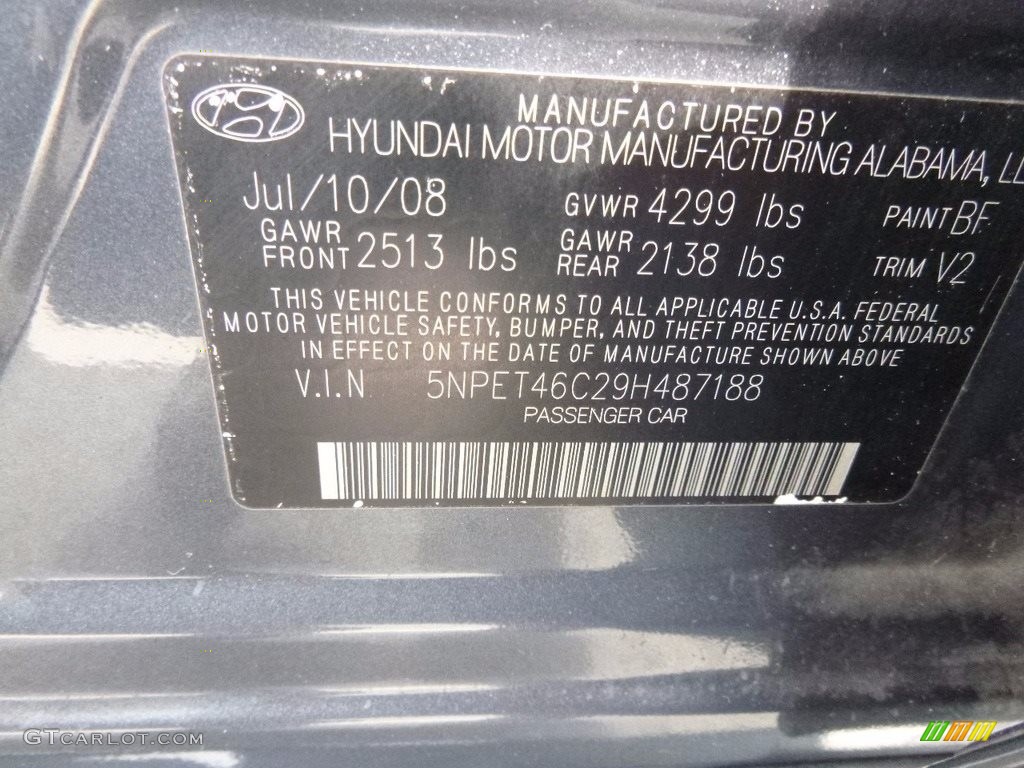 MANUFACTURED BY
HYUNDAI MOTOR MANUFACTURING ALABAMA,
Jul/10/08 GVWR 4299 lbs PAINT BF
GAWR FRONT 2513 lbs GAWR REAR 2138 lbs TRIM V2
THIS VEHICLE CONFORMS TO ALL APPLICABLE U.S.A. FEDERAL
MOTOR VEHICLE SAFETY, BUMPER, AND THEFT PREVENTION STANDARDS
IN EFFECT ON THE DATE OF MANUFACTURE SHOWN ABOVE
V.I.N 5NPET46C29H487188
PASSENGER CAR
GTCARLOT.COM